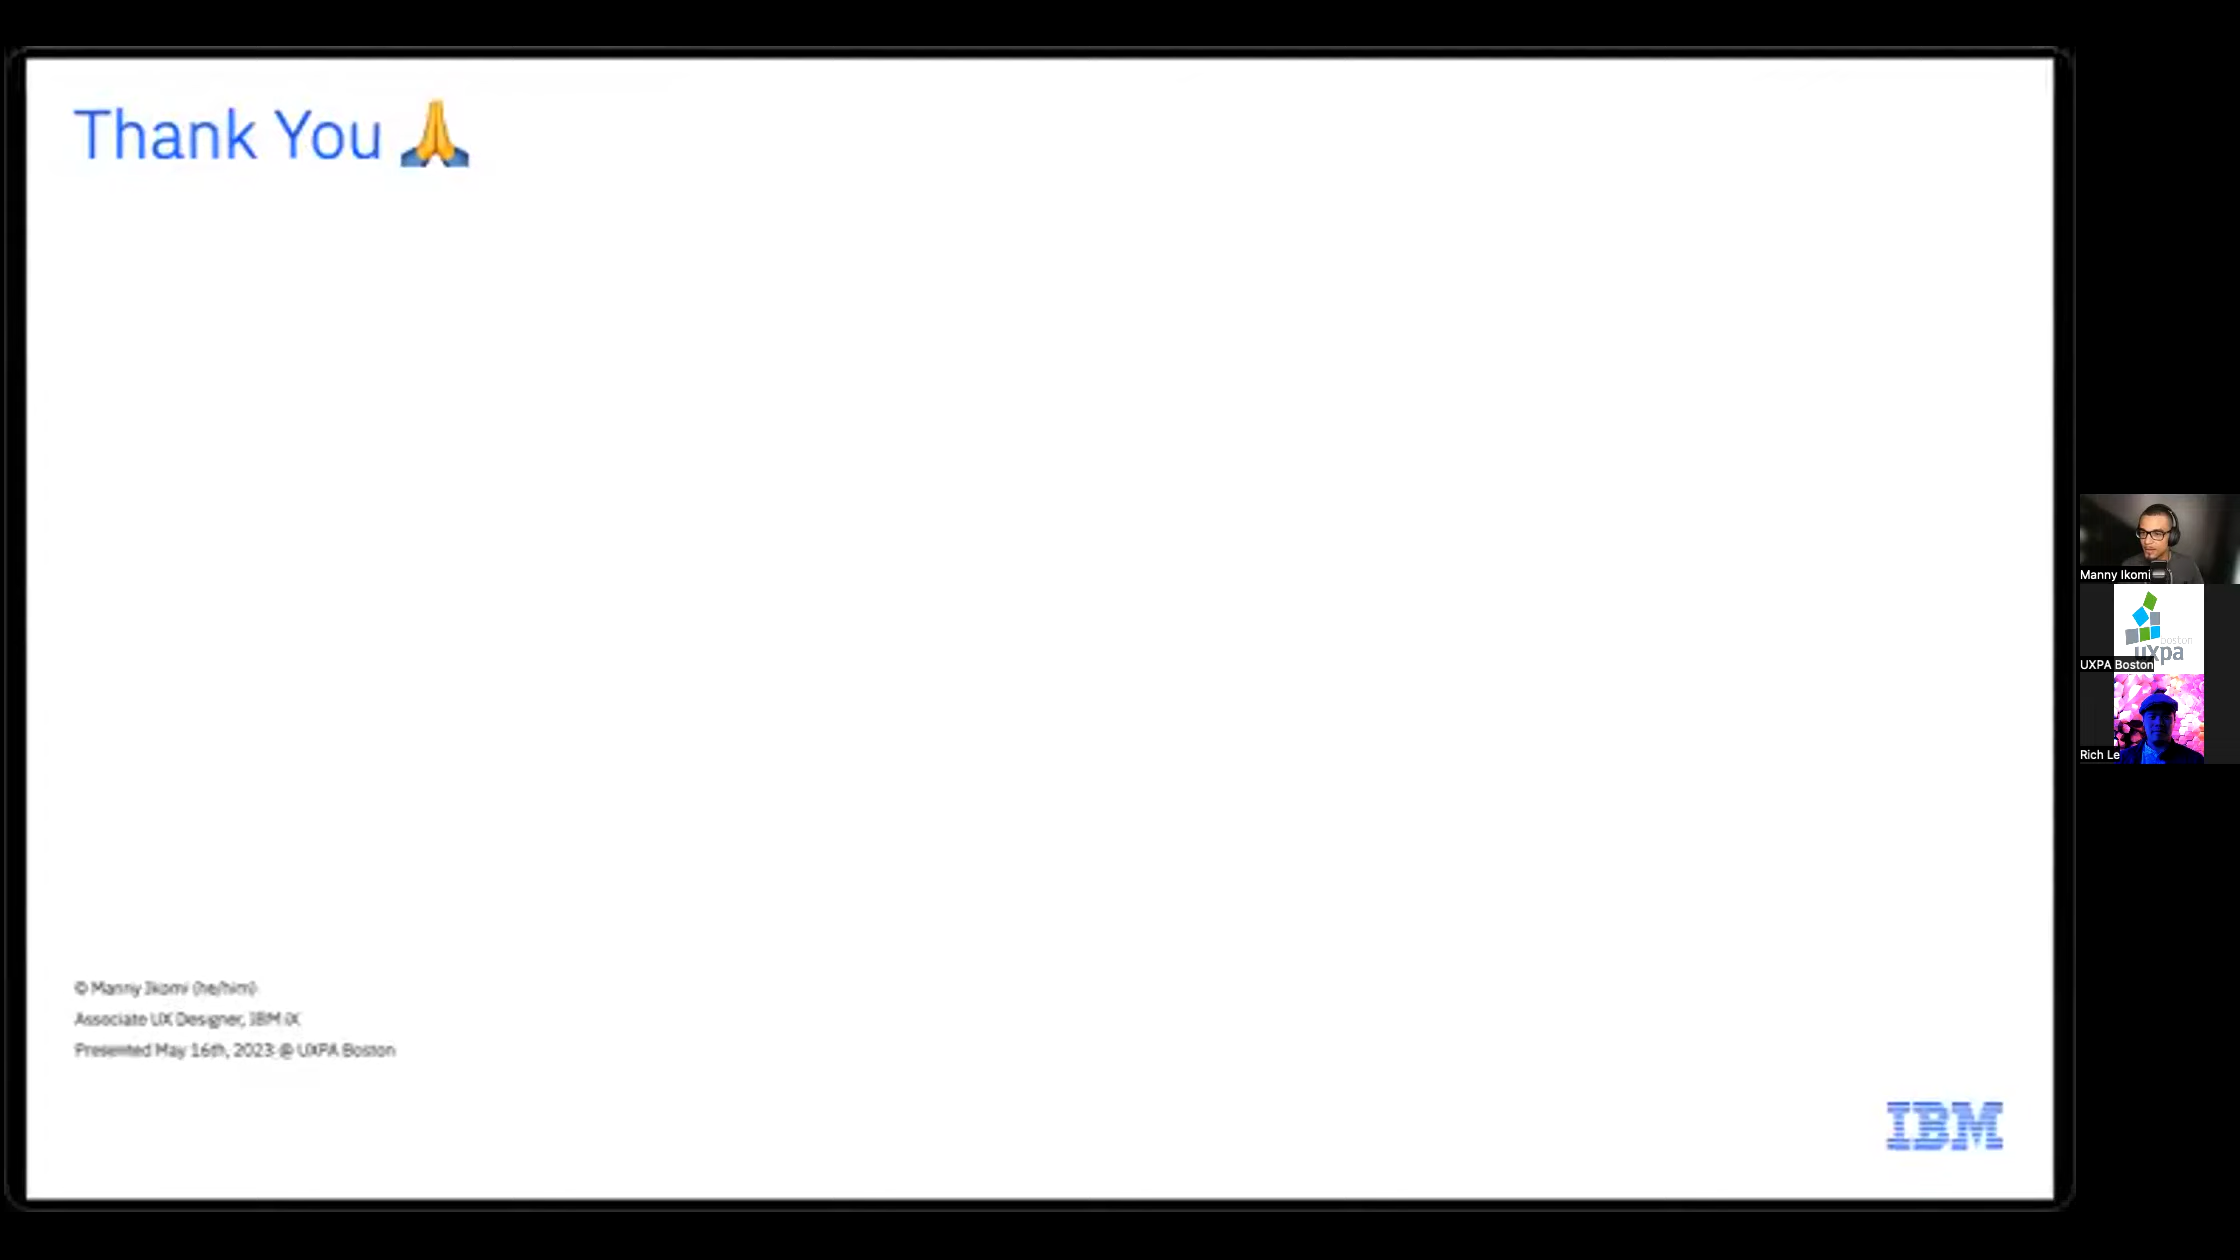 Thank You 🙏
© Manny Ikomi (he/him)
Associate UX Designer, IBM iX
Presented May 16th, 2023 @ UXPA Boston
IBM
Manny Ikomi
boston
uxpa
UXPA Boston
Rich Le